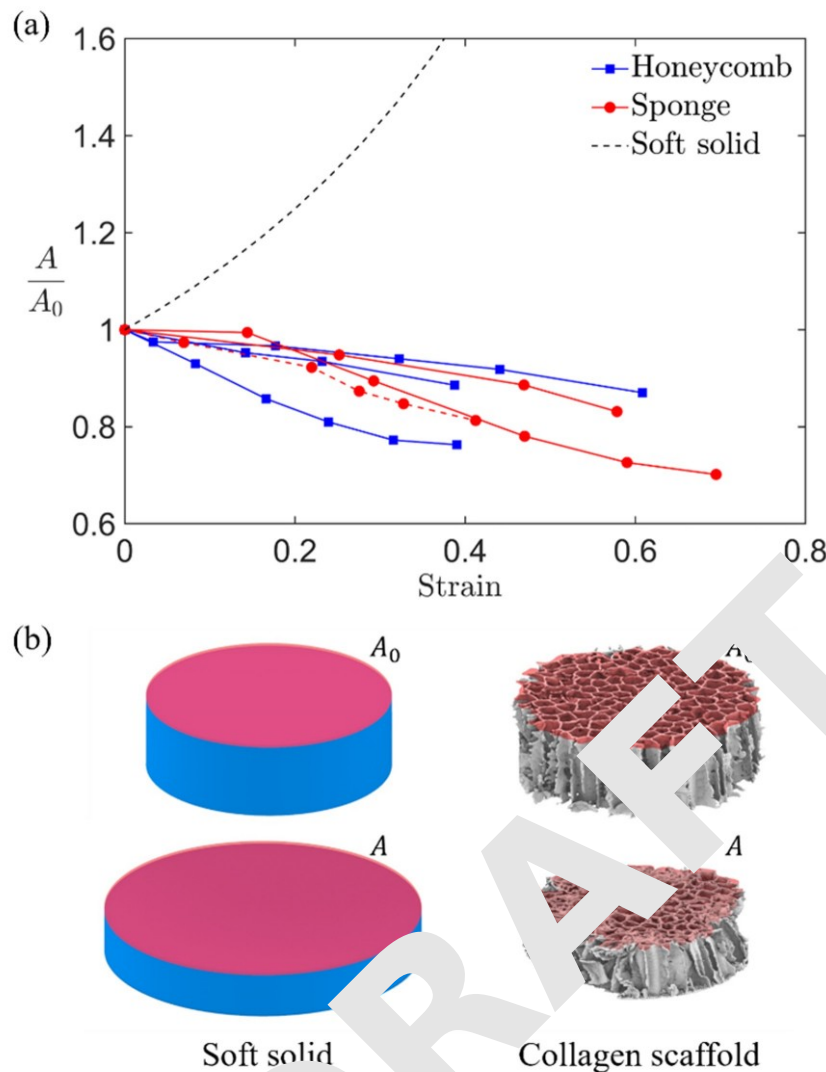 (a)
1.6
1.4
1.2
1
0.8
0.6
A
A₀
Honeycomb
Sponge
Soft solid
0 0.2 0.4 0.6 0.8
Strain
(b)
A₀ A₀
A A
Soft solid Collagen scaffold
DRAFT